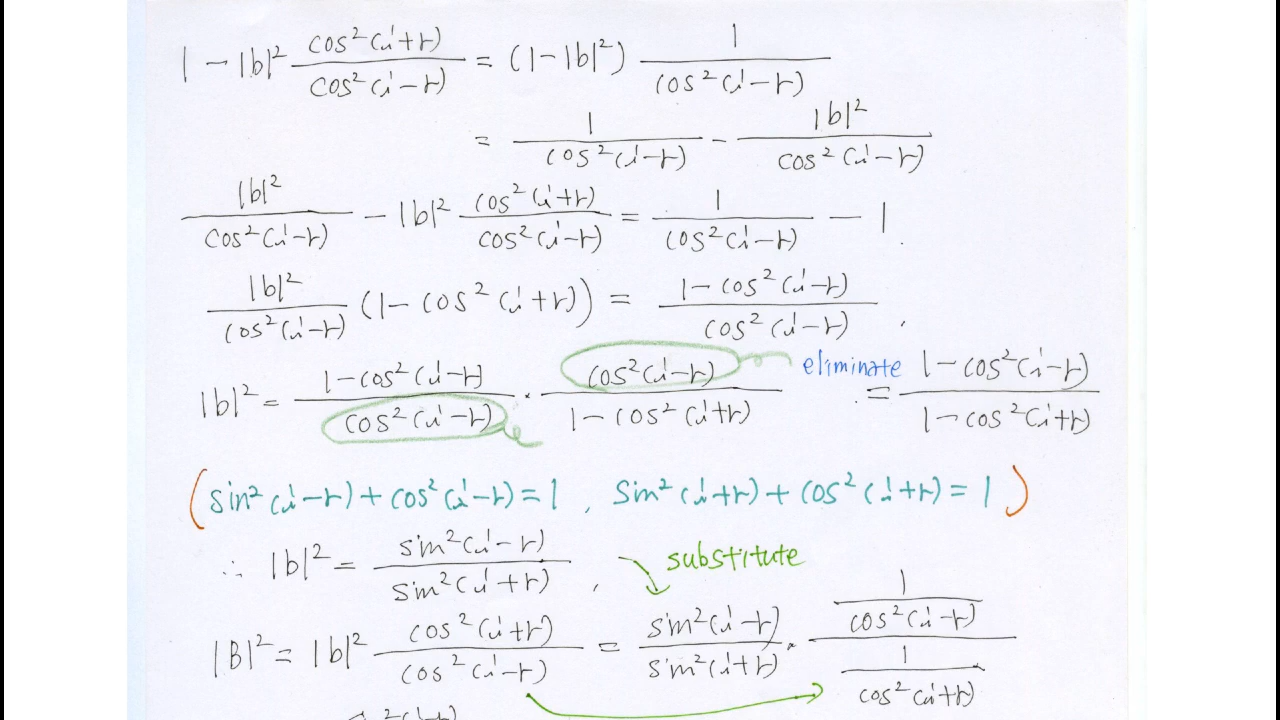 1 - |b|² cos²(i+r)/cos²(i-r) = (1-|b|²) 1/cos²(i-r)
= 1/cos²(i-r) - |b|²/cos²(i-r)
|b|²/cos²(i-r) - |b|² cos²(i+r)/cos²(i-r) = 1/cos²(i-r) - 1.
|b|²/cos²(i-r) (1 - cos²(i+r)) = 1-cos²(i-r)/cos²(i-r),
|b|² = 1-cos²(i-r)/cos²(i-r) · cos²(i-r)/1-cos²(i+r) eliminate = 1-cos²(i-r)/1-cos²(i+r)
(sin²(i-r) + cos²(i-r) = 1, sin²(i+r) + cos²(i+r) = 1)
∴ |b|² = sin²(i-r)/sin²(i+r), substitute
|B|² = |b|² cos²(i+r)/cos²(i-r) = sin²(i-r)/sin²(i+r) · 1/cos²(i-r) / 1/cos²(i+r)